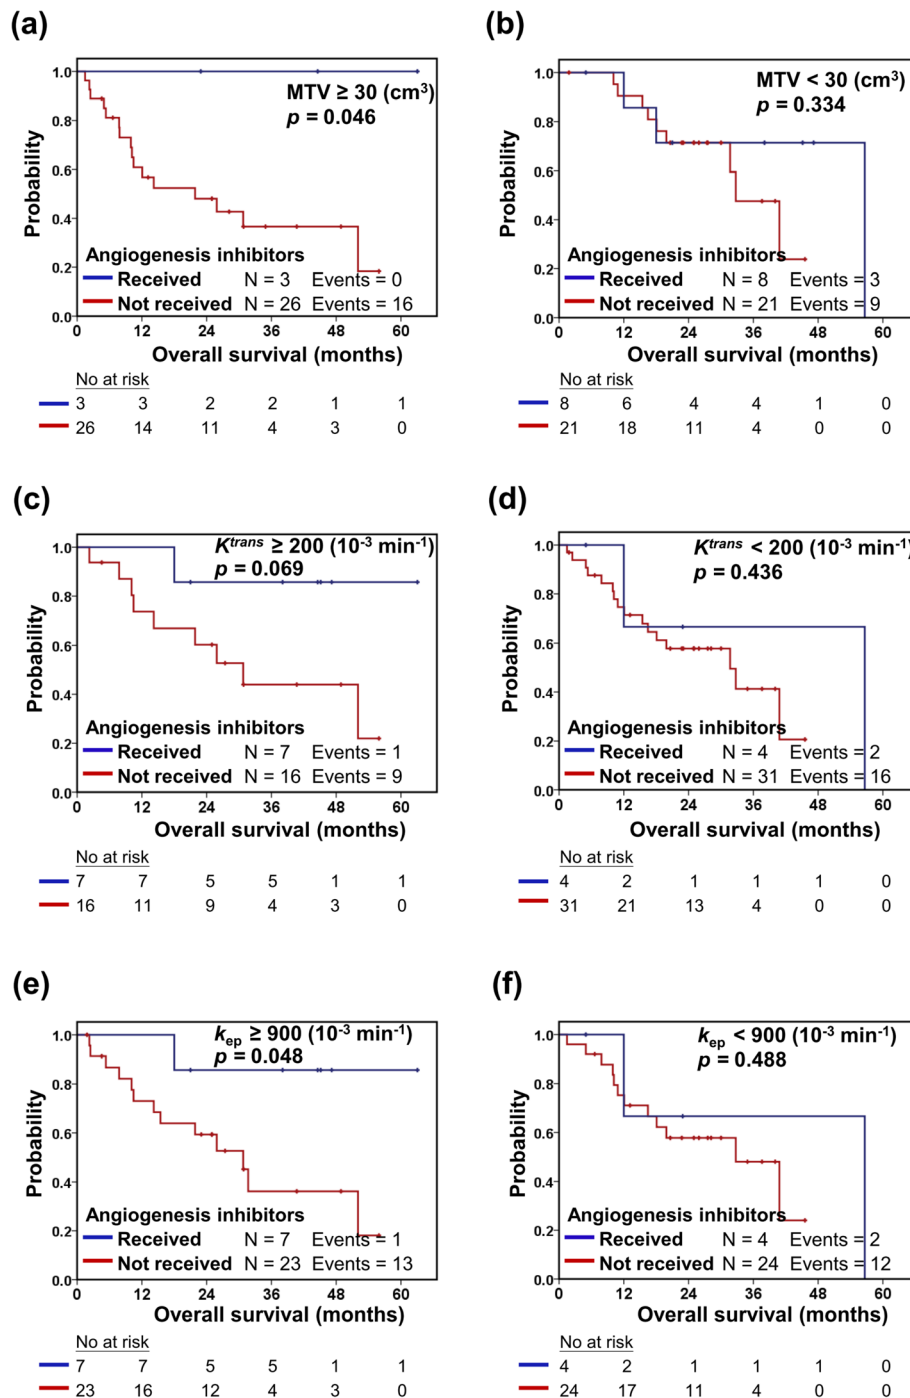 (a)
MTV ≥ 30 (cm³)
p = 0.046
Probability
1.0
0.8
0.6
0.4
0.2
0.0
Angiogenesis inhibitors
Received N = 3 Events = 0
Not received N = 26 Events = 16
0 12 24 36 48 60
Overall survival (months)
No at risk
3 3 2 2 1 1
26 14 11 4 3 0
(b)
MTV < 30 (cm³)
p = 0.334
Probability
1.0
0.8
0.6
0.4
0.2
0.0
Angiogenesis inhibitors
Received N = 8 Events = 3
Not received N = 21 Events = 9
0 12 24 36 48 60
Overall survival (months)
No at risk
8 6 4 4 1 0
21 18 11 4 0 0
(c)
Kᵗʳᵃⁿˢ ≥ 200 (10⁻³ min⁻¹)
p = 0.069
Probability
1.0
0.8
0.6
0.4
0.2
0.0
Angiogenesis inhibitors
Received N = 7 Events = 1
Not received N = 16 Events = 9
0 12 24 36 48 60
Overall survival (months)
No at risk
7 7 5 5 1 1
16 11 9 4 3 0
(d)
Kᵗʳᵃⁿˢ < 200 (10⁻³ min⁻¹)
p = 0.436
Probability
1.0
0.8
0.6
0.4
0.2
0.0
Angiogenesis inhibitors
Received N = 4 Events = 2
Not received N = 31 Events = 16
0 12 24 36 48 60
Overall survival (months)
No at risk
4 2 1 1 1 0
31 21 13 4 0 0
(e)
kₑₚ ≥ 900 (10⁻³ min⁻¹)
p = 0.048
Probability
1.0
0.8
0.6
0.4
0.2
0.0
Angiogenesis inhibitors
Received N = 7 Events = 1
Not received N = 23 Events = 13
0 12 24 36 48 60
Overall survival (months)
No at risk
7 7 5 5 1 1
23 16 12 4 3 0
(f)
kₑₚ < 900 (10⁻³ min⁻¹)
p = 0.488
Probability
1.0
0.8
0.6
0.4
0.2
0.0
Angiogenesis inhibitors
Received N = 4 Events = 2
Not received N = 24 Events = 12
0 12 24 36 48 60
Overall survival (months)
No at risk
4 2 1 1 1 0
24 17 11 4 0 0